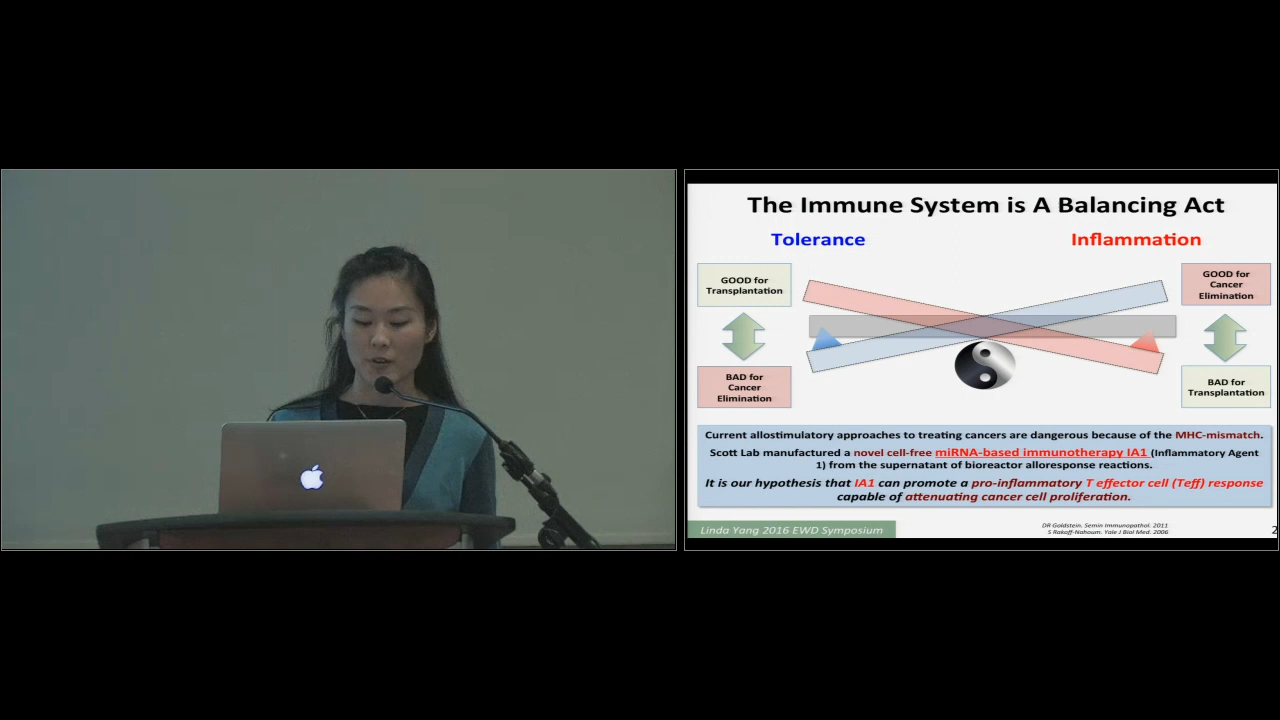 The Immune System is A Balancing Act
Tolerance
Inflammation
GOOD for
Transplantation
GOOD for
Cancer
Elimination
BAD for
Cancer
Elimination
BAD for
Transplantation
Current allostimulatory approaches to treating cancers are dangerous because of the MHC-mismatch.
Scott Lab manufactured a novel cell-free miRNA-based immunotherapy IA1 (Inflammatory Agent
1) from the supernatant of bioreactor alloresponse reactions.
It is our hypothesis that IA1 can promote a pro-inflammatory T effector cell (Teff) response
capable of attenuating cancer cell proliferation.
Linda Yang 2016 EWD Symposium
DR Goldstein. Semin Immunopathol. 2011
S Rakoff-Nahoum. Yale J Biol Med. 2006
2